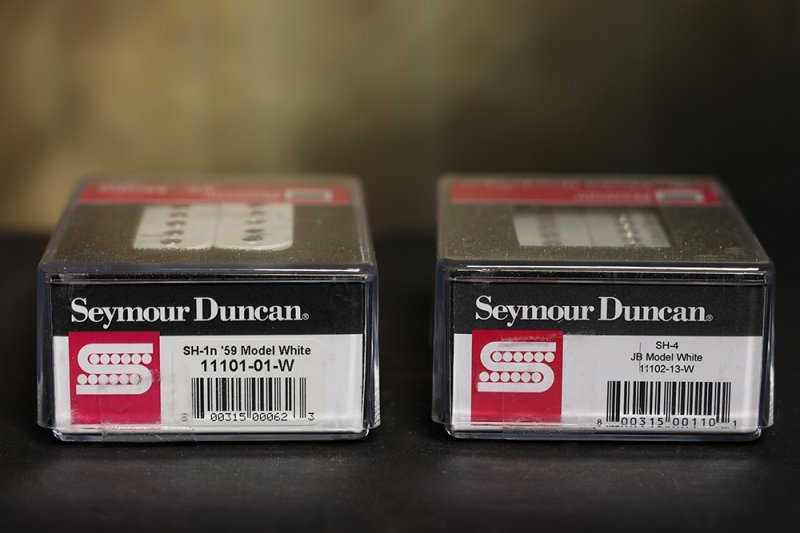 Seymour Duncan®
SH-1n '59 Model White
11101-01-W
8 00315 00062 3
Seymour Duncan®
SH-4
JB Model White
11102-13-W
8 00315 00110 1